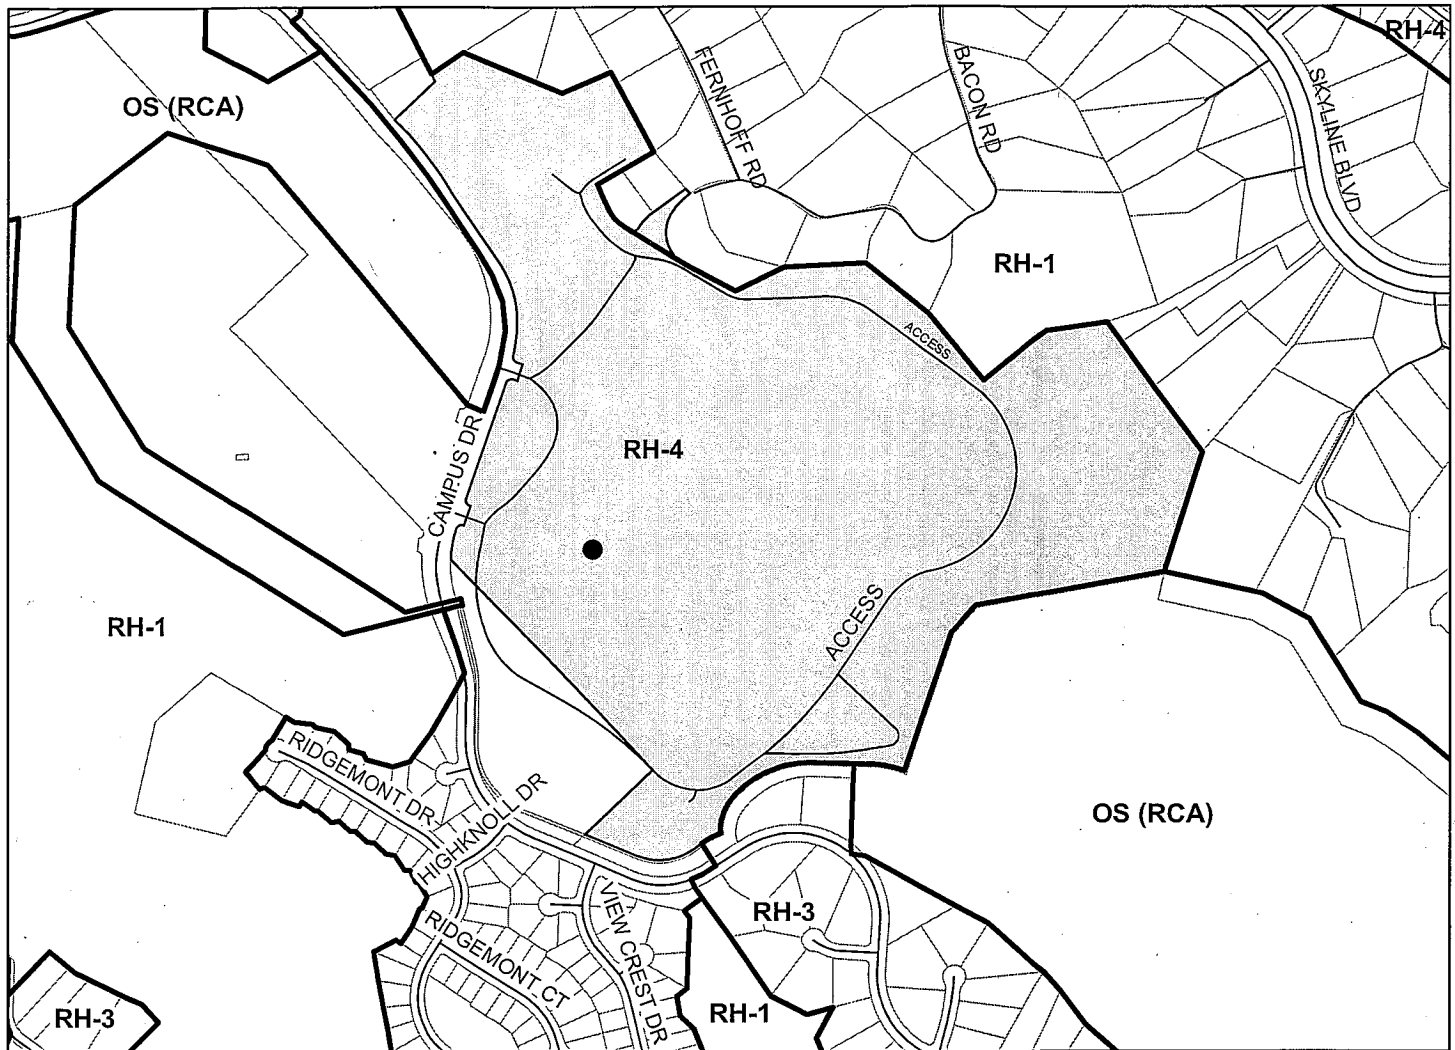 RH-4
OS (RCA)
FERNHOFF RD
BACON RD
SKYLINE BLVD
RH-1
ACCESS
CAMPUS DR
RH-4
ACCESS
RH-1
RIDGEMONT DR
HIGHKNOLL DR
OS (RCA)
VIEW CREST DR
RH-3
RIDGEMONT CT
RH-3
RH-1